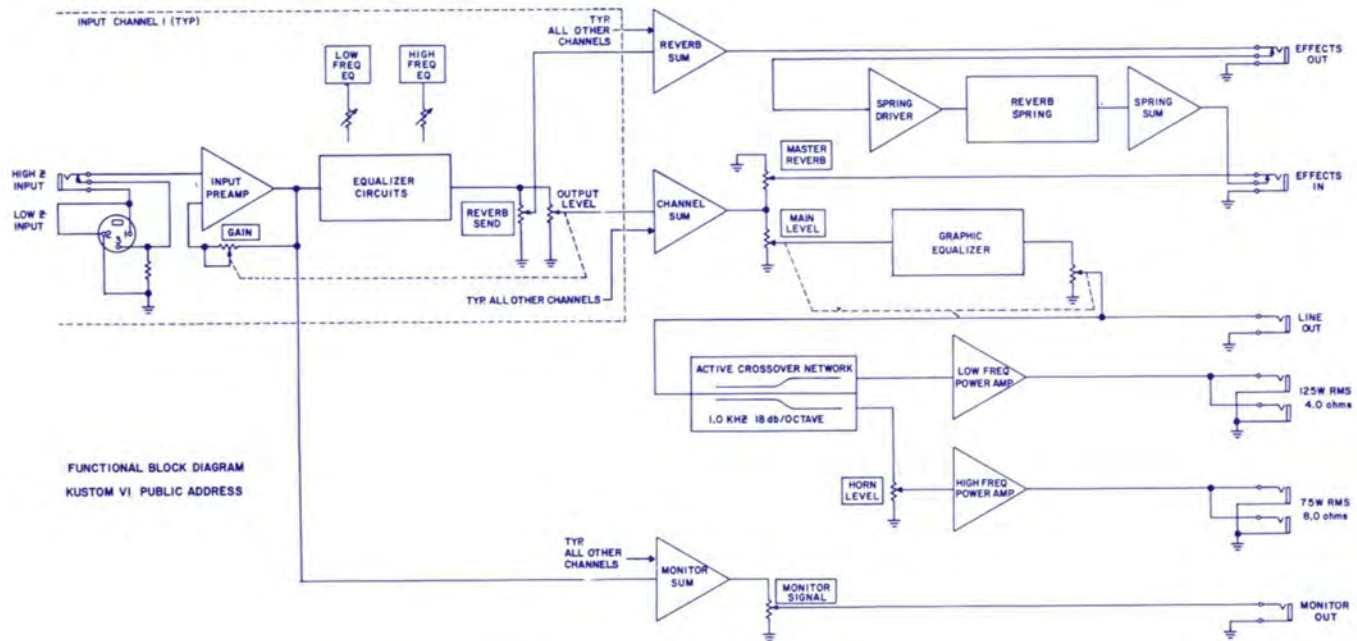 INPUT CHANNEL 1 (TYP)
LOW
FREQ
EQ
HIGH
FREQ
EQ
HIGH Z
INPUT
LOW Z
INPUT
2
3
INPUT
PREAMP
GAIN
EQUALIZER
CIRCUITS
REVERB
SEND
OUTPUT
LEVEL
TYP. ALL OTHER CHANNELS
TYP.
ALL OTHER
CHANNELS
REVERB
SUM
EFFECTS
OUT
SPRING
DRIVER
REVERB
SPRING
SPRING
SUM
MASTER
REVERB
EFFECTS
IN
CHANNEL
SUM
MAIN
LEVEL
GRAPHIC
EQUALIZER
LINE
OUT
ACTIVE CROSSOVER NETWORK
1.0 KHZ 18 db/OCTAVE
LOW FREQ
POWER AMP
125W RMS
4.0 ohms
HORN
LEVEL
HIGH FREQ
POWER AMP
75W RMS
8.0 ohms
FUNCTIONAL BLOCK DIAGRAM
KUSTOM VI PUBLIC ADDRESS
TYP.
ALL OTHER
CHANNELS
MONITOR
SUM
MONITOR
SIGNAL
MONITOR
OUT